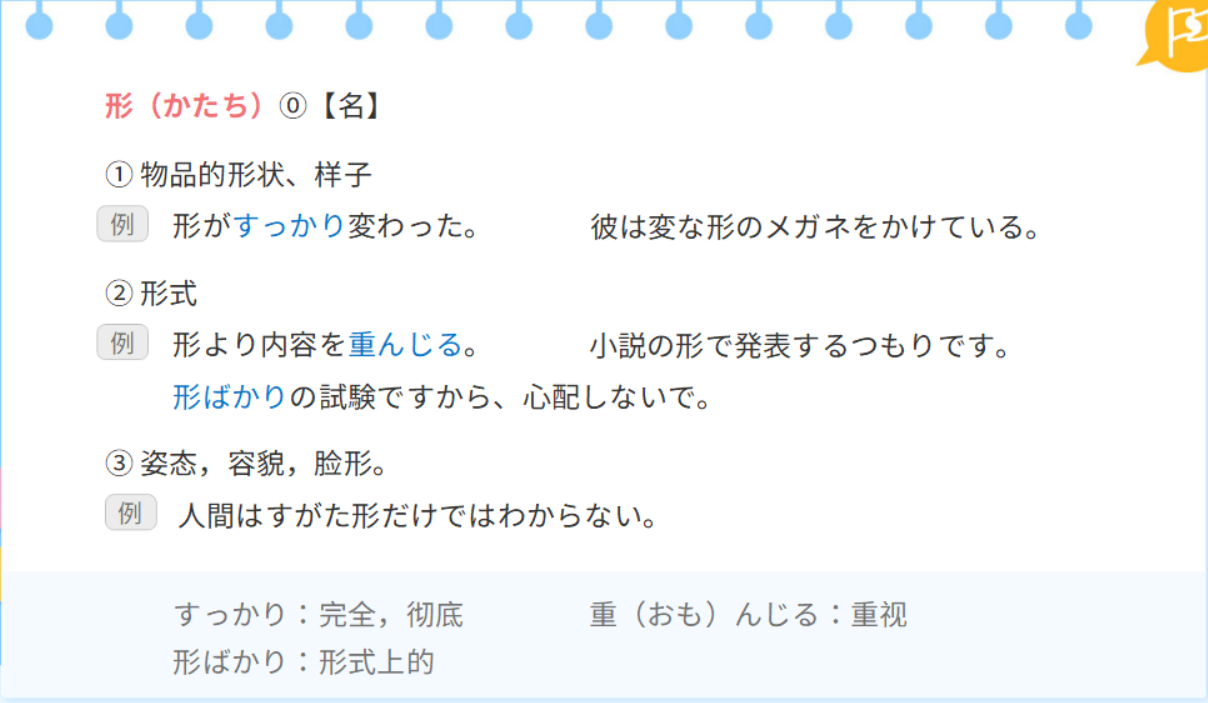 形（かたち）⓪【名】
① 物品的形状、样子
例 形がすっかり変わった。 彼は変な形のメガネをかけている。
② 形式
例 形より内容を重んじる。 小説の形で発表するつもりです。
形ばかりの試験ですから、心配しないで。
③ 姿态，容貌，脸形。
例 人間はすがた形だけではわからない。
すっかり：完全，彻底 重（おも）んじる：重视
形ばかり：形式上的